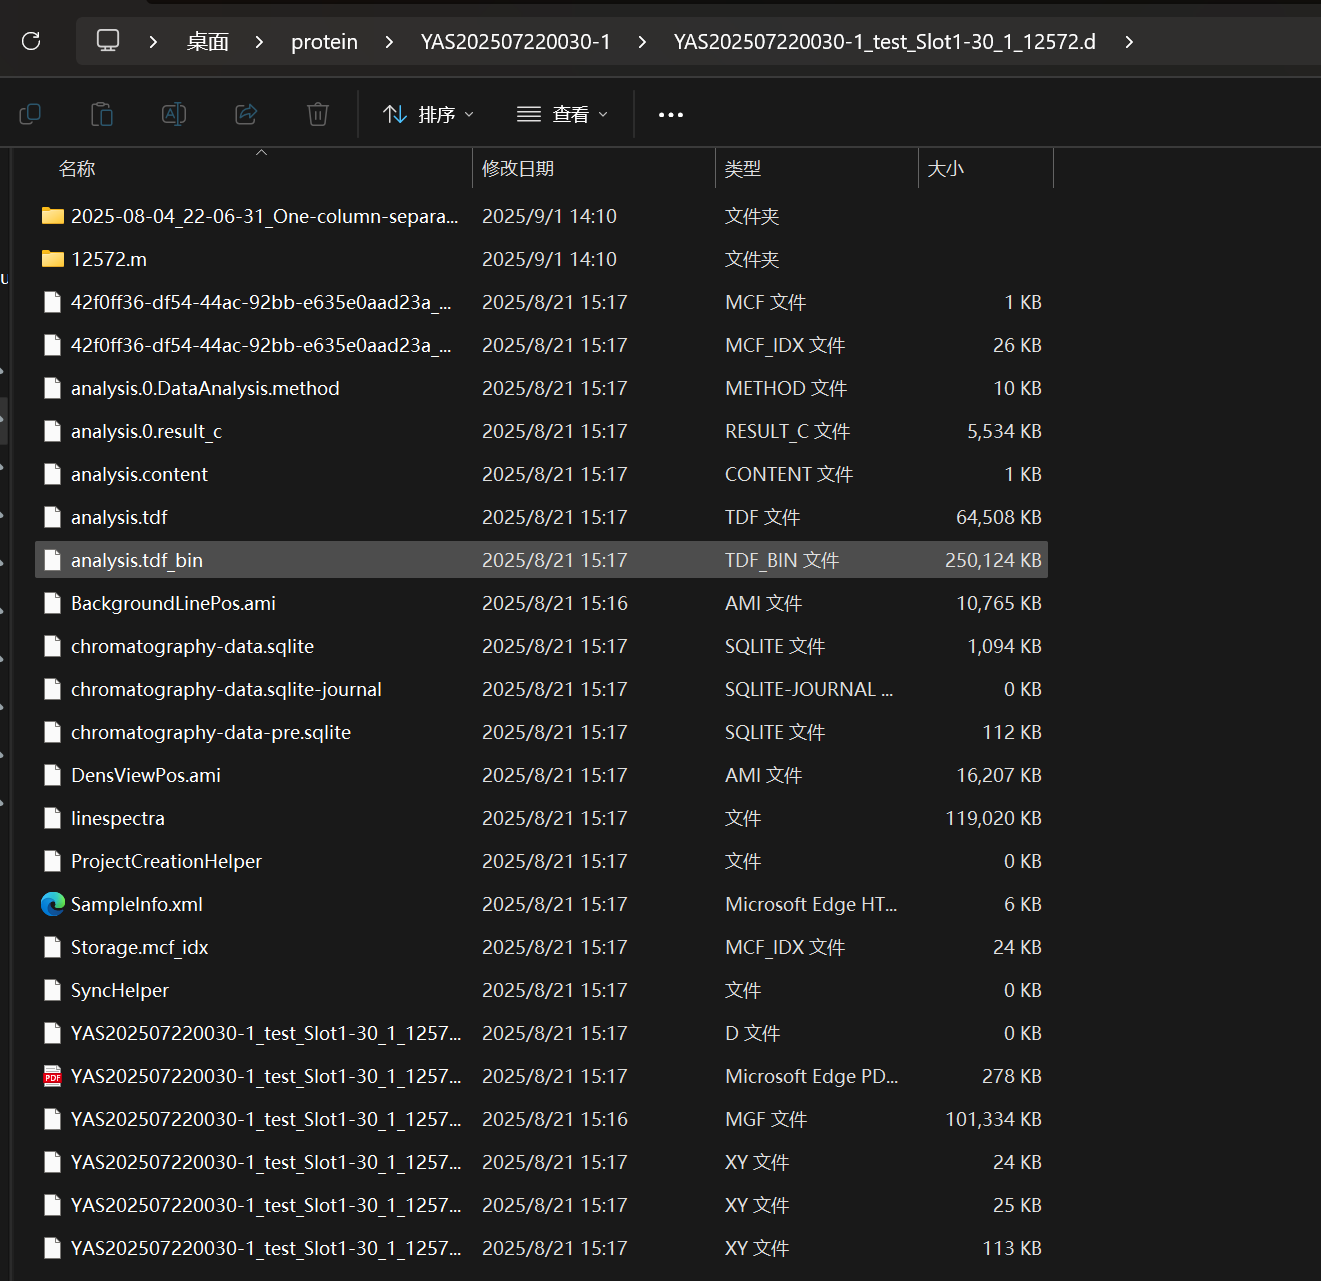 桌面 > protein > YAS202507220030-1 > YAS202507220030-1_test_Slot1-30_1_12572.d >
排序 查看 ...
名称 修改日期 类型 大小
2025-08-04_22-06-31_One-column-separa... 2025/9/1 14:10 文件夹
12572.m 2025/9/1 14:10 文件夹
42f0ff36-df54-44ac-92bb-e635e0aad23a_... 2025/8/21 15:17 MCF 文件 1 KB
42f0ff36-df54-44ac-92bb-e635e0aad23a_... 2025/8/21 15:17 MCF_IDX 文件 26 KB
analysis.0.DataAnalysis.method 2025/8/21 15:17 METHOD 文件 10 KB
analysis.0.result_c 2025/8/21 15:17 RESULT_C 文件 5,534 KB
analysis.content 2025/8/21 15:17 CONTENT 文件 1 KB
analysis.tdf 2025/8/21 15:17 TDF 文件 64,508 KB
analysis.tdf_bin 2025/8/21 15:17 TDF_BIN 文件 250,124 KB
BackgroundLinePos.ami 2025/8/21 15:16 AMI 文件 10,765 KB
chromatography-data.sqlite 2025/8/21 15:17 SQLITE 文件 1,094 KB
chromatography-data.sqlite-journal 2025/8/21 15:17 SQLITE-JOURNAL ... 0 KB
chromatography-data-pre.sqlite 2025/8/21 15:17 SQLITE 文件 112 KB
DensViewPos.ami 2025/8/21 15:17 AMI 文件 16,207 KB
linespectra 2025/8/21 15:17 文件 119,020 KB
ProjectCreationHelper 2025/8/21 15:17 文件 0 KB
SampleInfo.xml 2025/8/21 15:17 Microsoft Edge HT... 6 KB
Storage.mcf_idx 2025/8/21 15:17 MCF_IDX 文件 24 KB
SyncHelper 2025/8/21 15:17 文件 0 KB
YAS202507220030-1_test_Slot1-30_1_1257... 2025/8/21 15:17 D 文件 0 KB
YAS202507220030-1_test_Slot1-30_1_1257... 2025/8/21 15:17 Microsoft Edge PD... 278 KB
YAS202507220030-1_test_Slot1-30_1_1257... 2025/8/21 15:16 MGF 文件 101,334 KB
YAS202507220030-1_test_Slot1-30_1_1257... 2025/8/21 15:17 XY 文件 24 KB
YAS202507220030-1_test_Slot1-30_1_1257... 2025/8/21 15:17 XY 文件 25 KB
YAS202507220030-1_test_Slot1-30_1_1257... 2025/8/21 15:17 XY 文件 113 KB